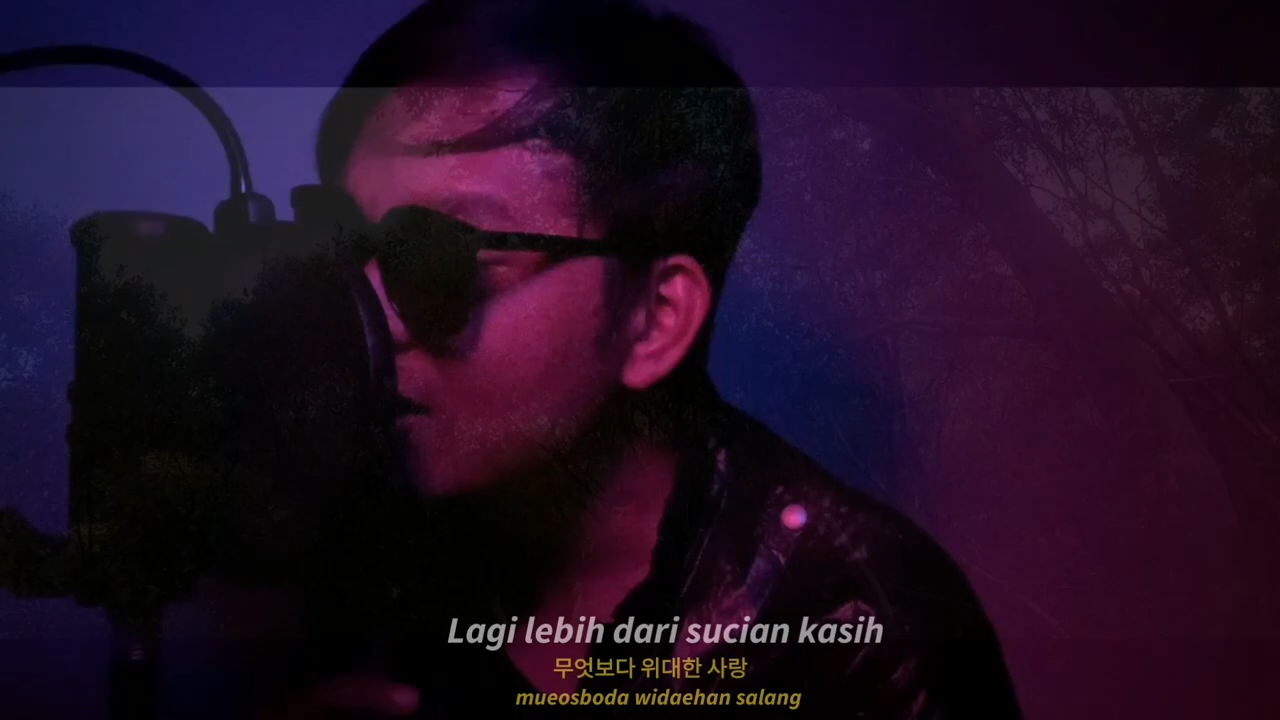 Lagi lebih dari sucian kasih
무엇보다 위대한 사랑
mueosboda widaehan salang